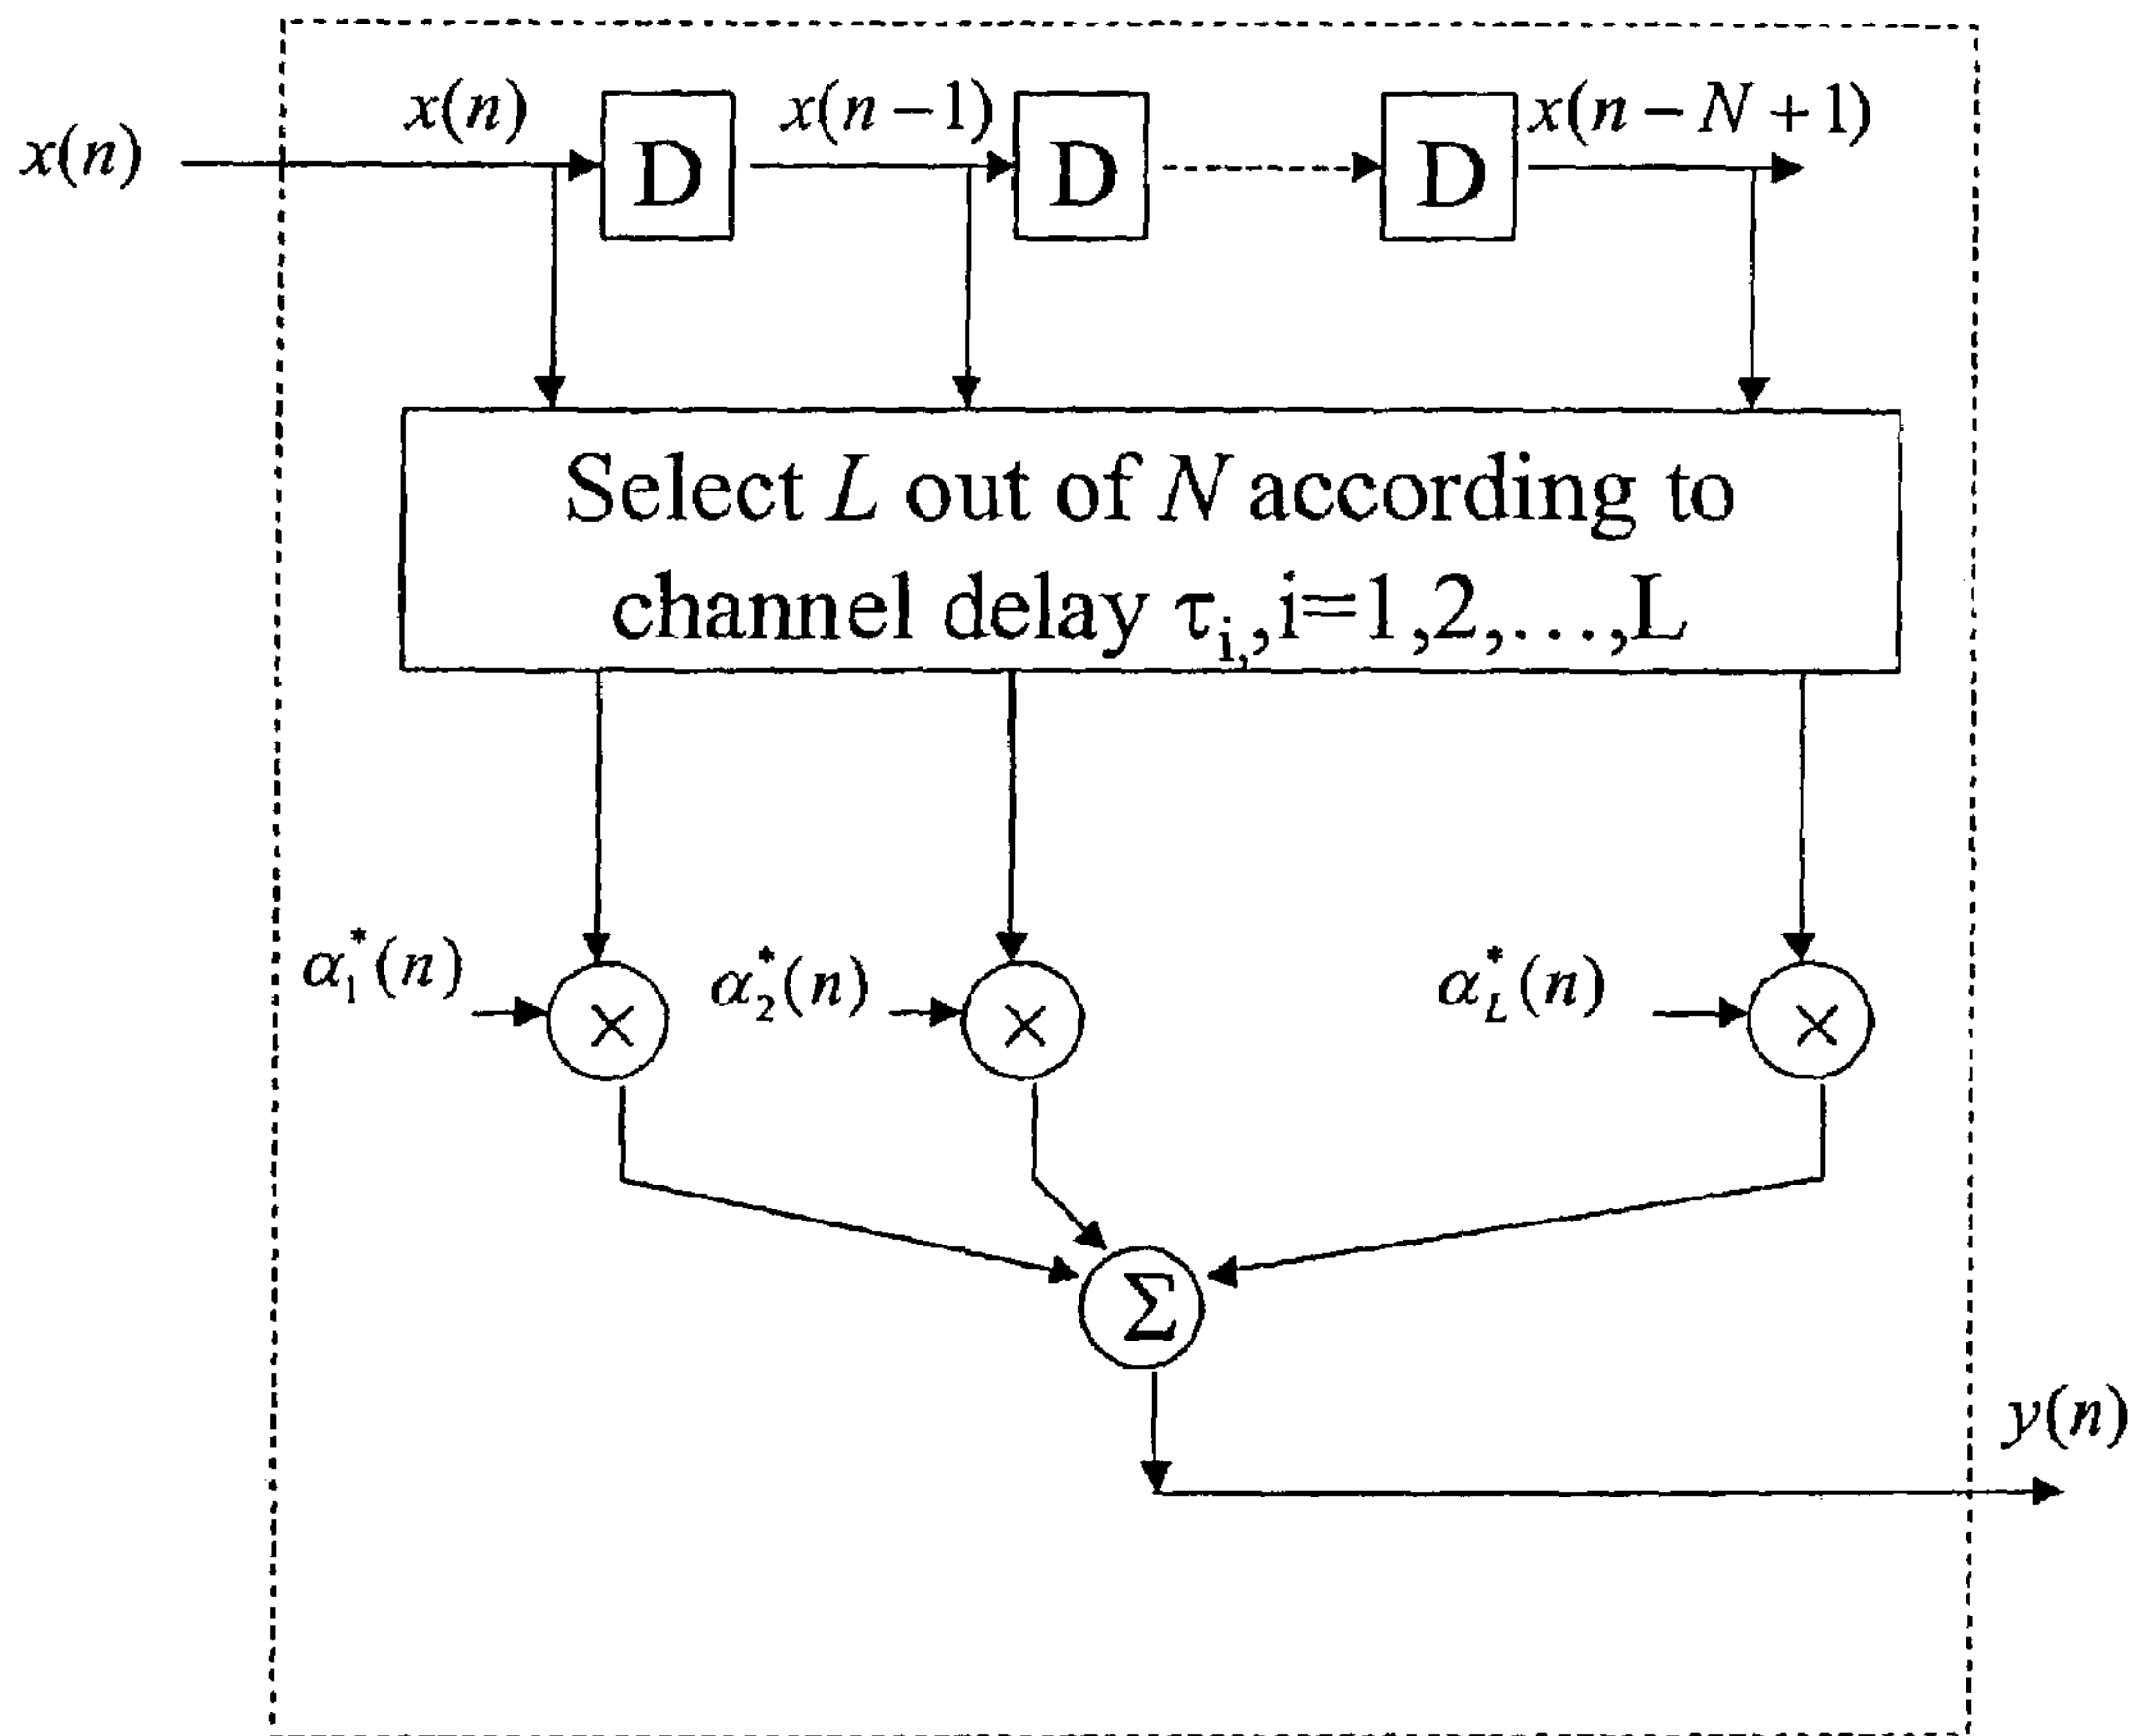 x(n)
x(n)
D
x(n-1)
D
D
x(n-N+1)
Select L out of N according to
channel delay τi,,i=1,2,...,L
α1*(n)
×
α2*(n)
×
αL*(n)
×
Σ
y(n)